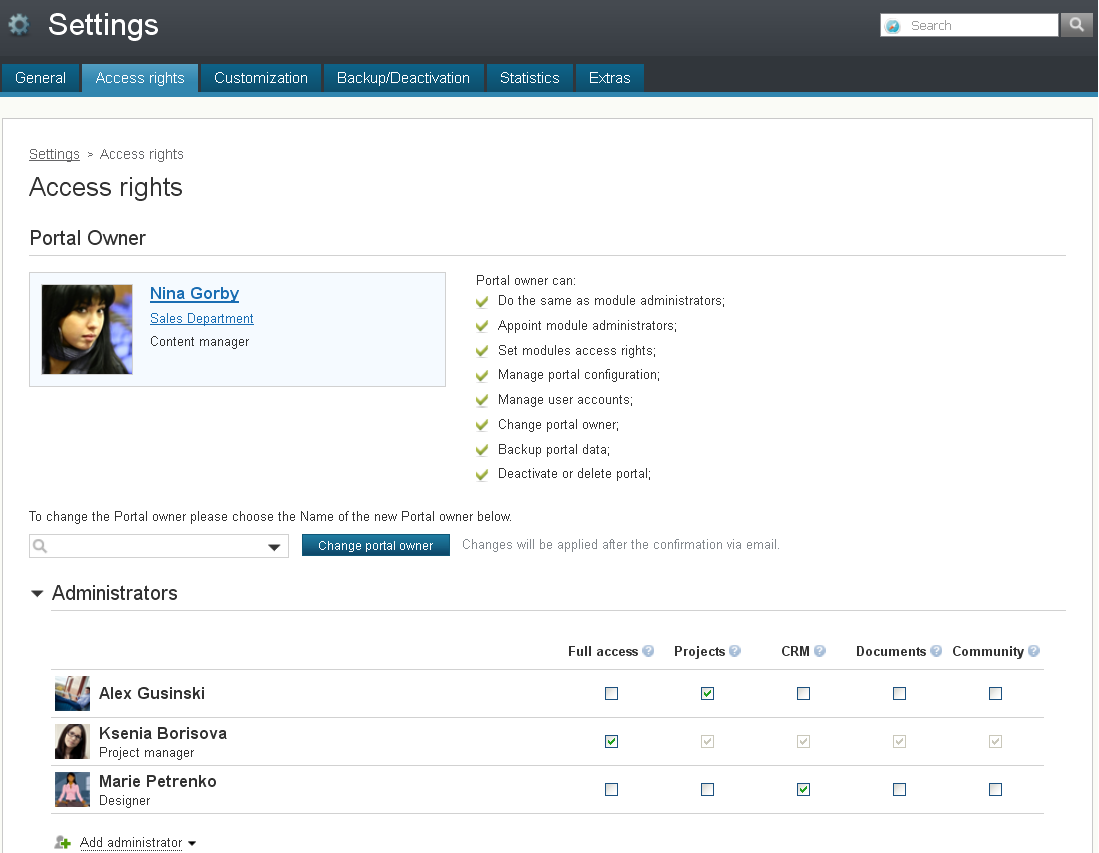 Settings
Search
General Access rights Customization Backup/Deactivation Statistics Extras
Settings > Access rights
Access rights
Portal Owner
Nina Gorby
Sales Department
Content manager
Portal owner can:
Do the same as module administrators;
Appoint module administrators;
Set modules access rights;
Manage portal configuration;
Manage user accounts;
Change portal owner;
Backup portal data;
Deactivate or delete portal;
To change the Portal owner please choose the Name of the new Portal owner below.
Change portal owner Changes will be applied after the confirmation via email.
Administrators
Full access ? Projects ? CRM ? Documents ? Community ?
Alex Gusinski
Ksenia Borisova
Project manager
Marie Petrenko
Designer
Add administrator